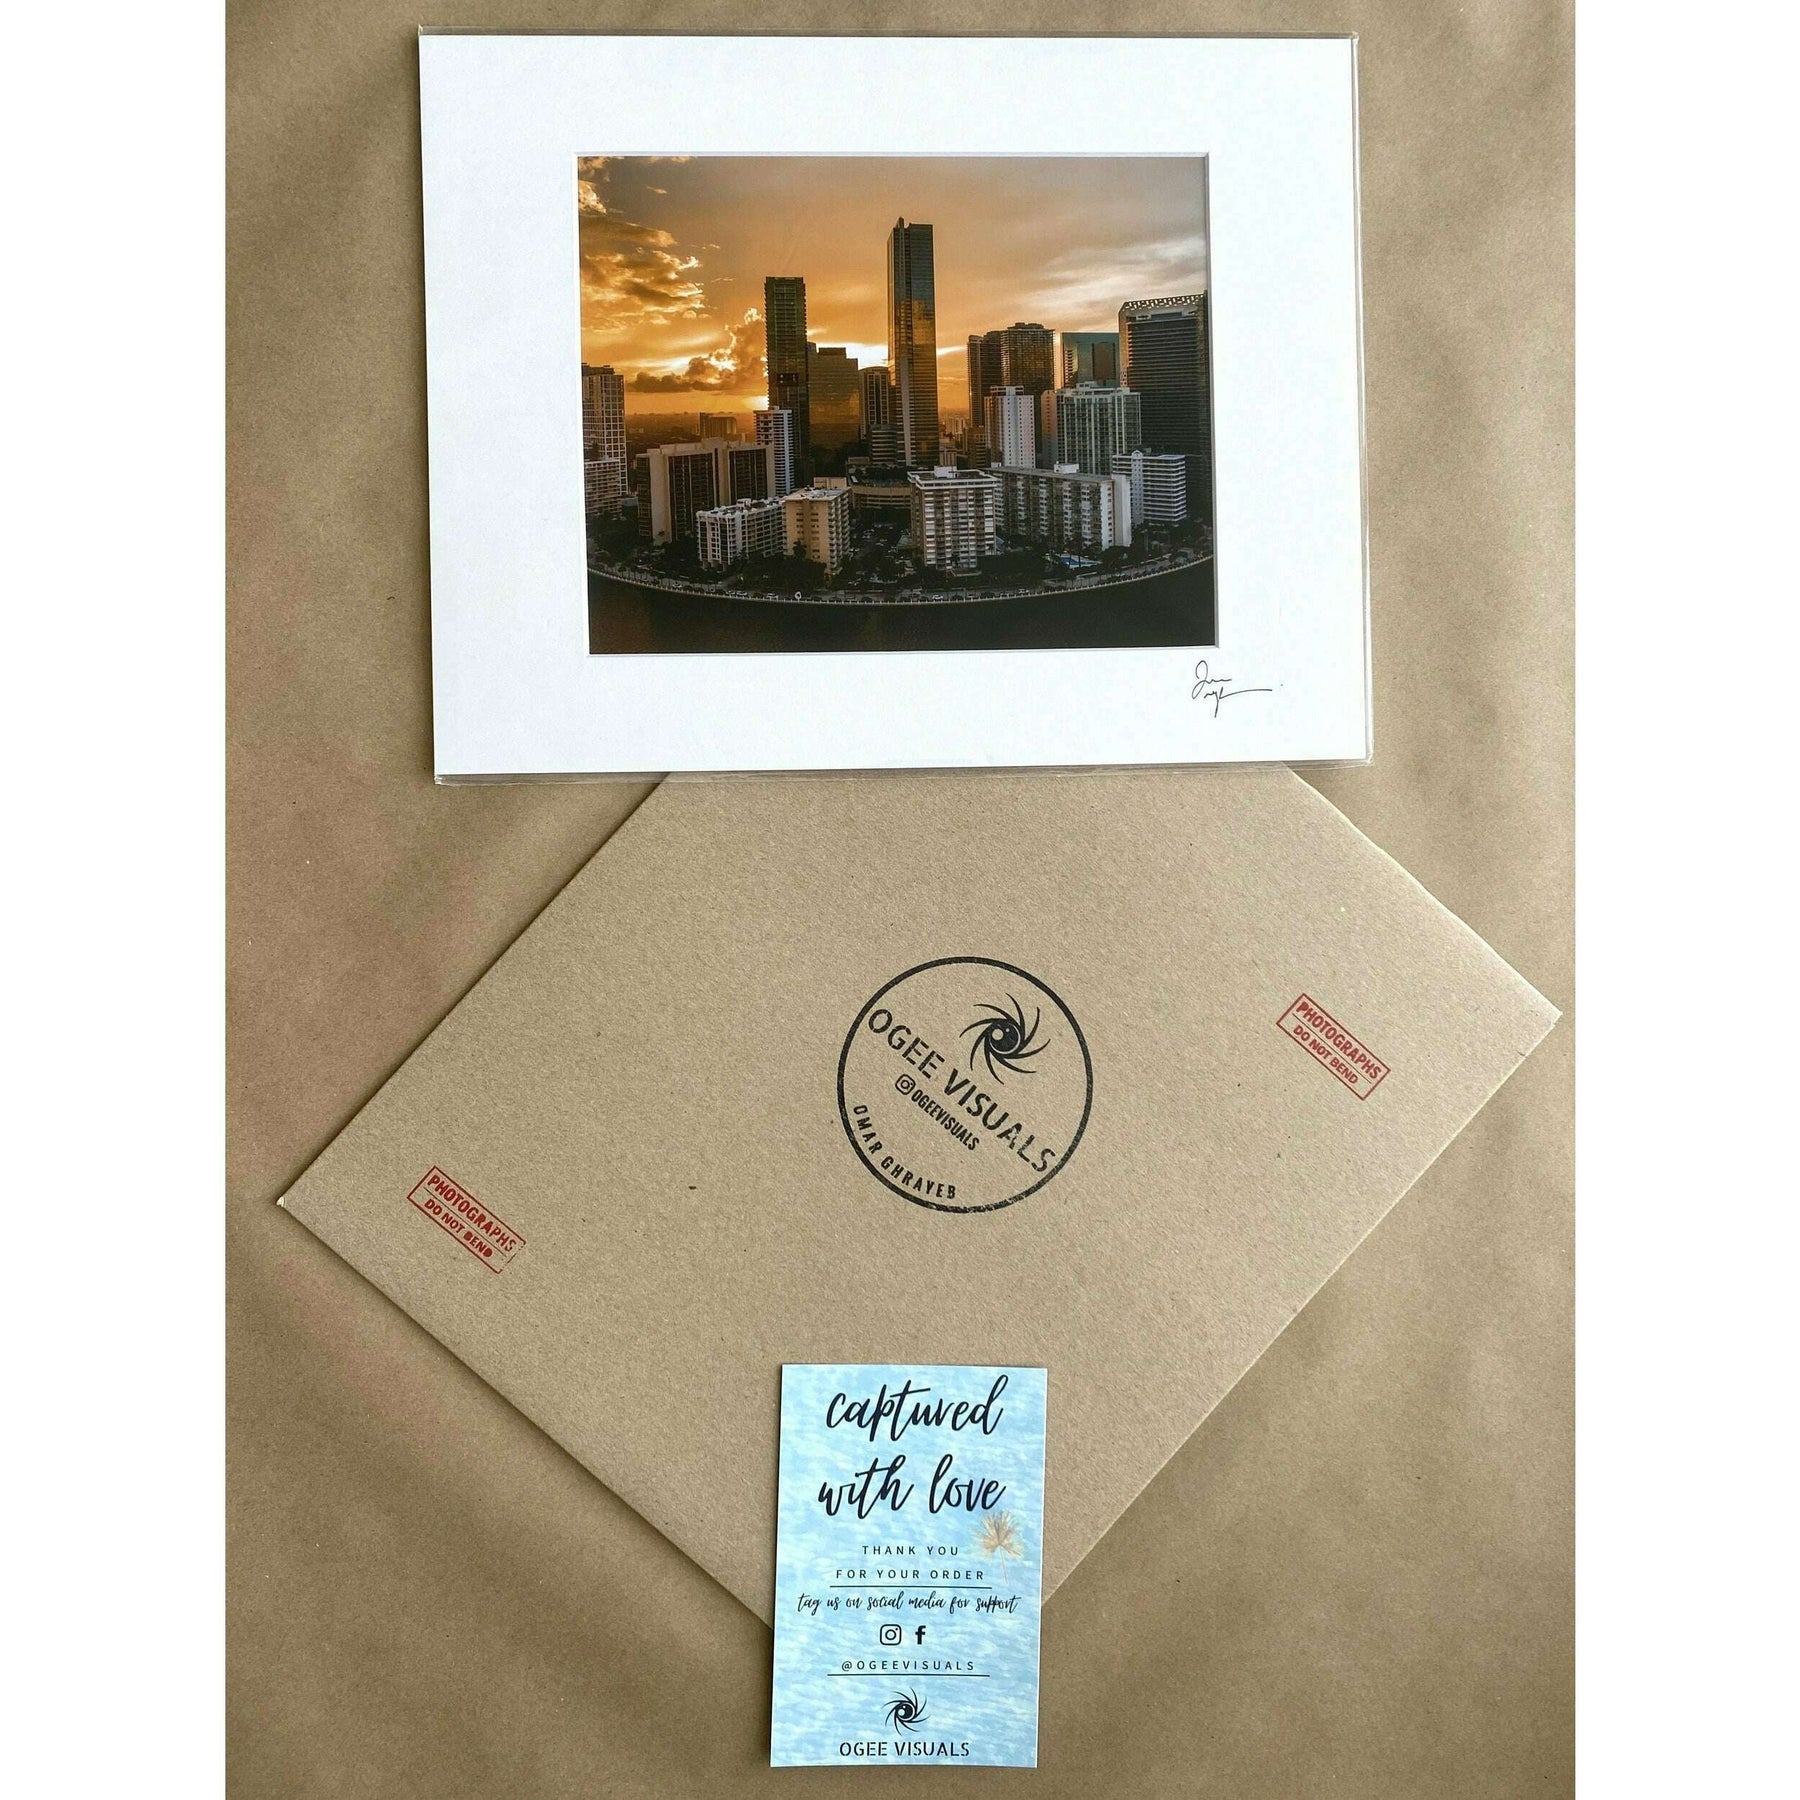 OGEE VISUALS
@OGEEVISUALS
OMAR GHRAYEB
PHOTOGRAPHS
DO NOT BEND
PHOTOGRAPHS
DO NOT BEND
captured
with love
THANK YOU
FOR YOUR ORDER
tag us on social media for support
@OGEEVISUALS
OGEE VISUALS